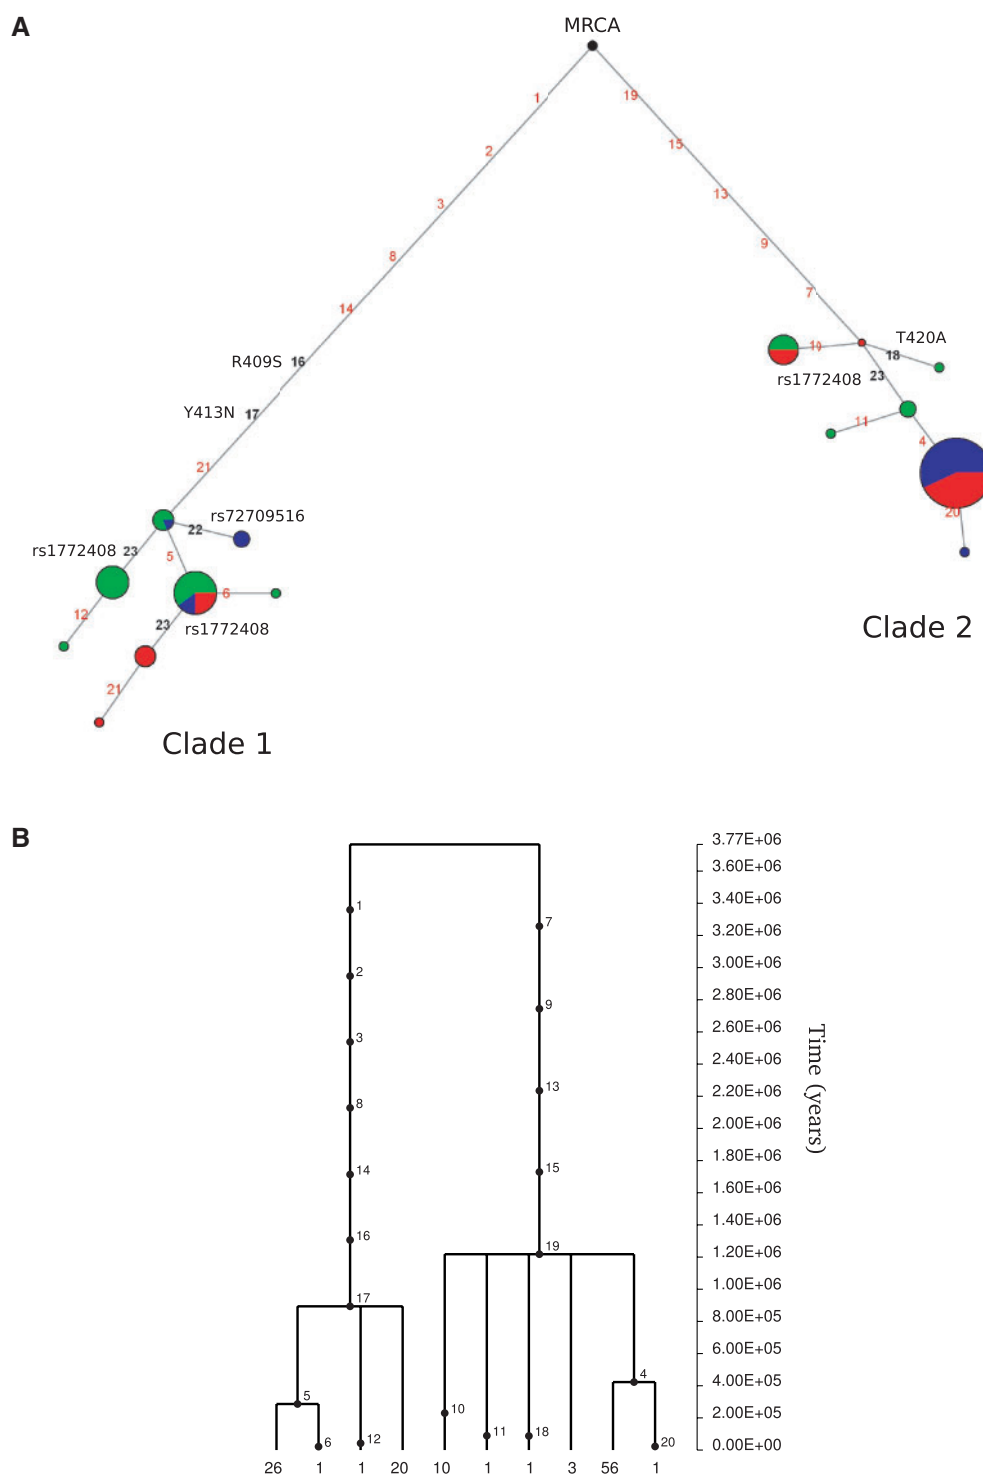 A
MRCA
1
19
2
15
3
13
8
9
14
7
R409S 16
Y413N 17
21
T420A
10
18
rs1772408 23
11
4
20
rs72709516
22
rs1772408 23
5
12
6
23 rs1772408
21
Clade 2
Clade 1
B
3.77E+06
3.60E+06
3.40E+06
3.20E+06
3.00E+06
2.80E+06
2.60E+06
2.40E+06
2.20E+06
2.00E+06
1.80E+06
1.60E+06
1.40E+06
1.20E+06
1.00E+06
8.00E+05
6.00E+05
4.00E+05
2.00E+05
0.00E+00
Time (years)
1
7
2
9
3
13
8
15
14
16
19
17
4
5
10
11
18
6
12
20
26 1 1 20 10 1 1 3 56 1